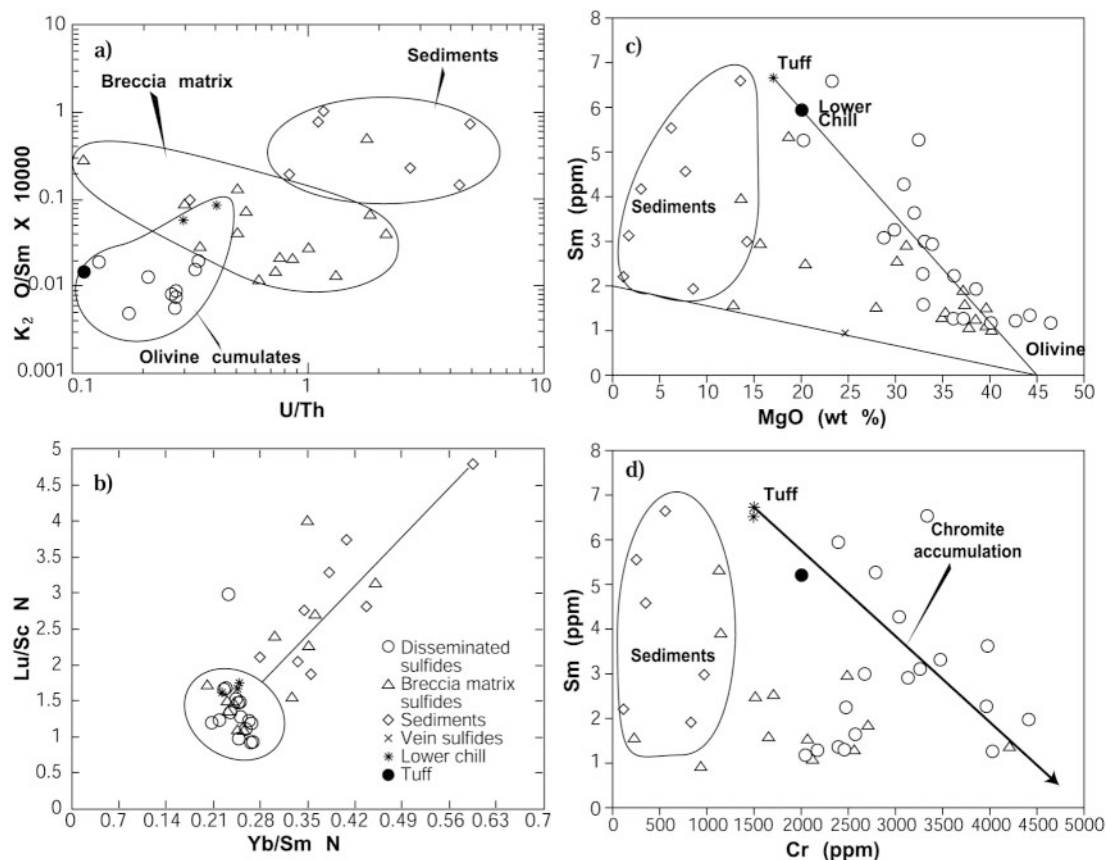 a)
10
1
0.1
0.01
0.001
K2 O/Sm X 10000
Breccia matrix
Sediments
Olivine cumulates
0.1
1
10
U/Th
c)
8
7
6
5
4
3
2
1
0
Sm (ppm)
Tuff
Lower
Chill
Sediments
Olivine
0 5 10 15 20 25 30 35 40 45 50
MgO (wt %)
b)
5
4.5
4
3.5
3
2.5
2
1.5
1
0.5
0
Lu/Sc N
Disseminated
sulfides
Breccia matrix
sulfides
Sediments
Vein sulfides
Lower chill
Tuff
0 0.7 0.14 0.21 0.28 0.35 0.42 0.49 0.56 0.63 0.7
Yb/Sm N
d)
8
7
6
5
4
3
2
1
0
Sm (ppm)
Tuff
Chromite
accumulation
Sediments
0 500 1000 1500 2000 2500 3000 3500 4000 4500 5000
Cr (ppm)